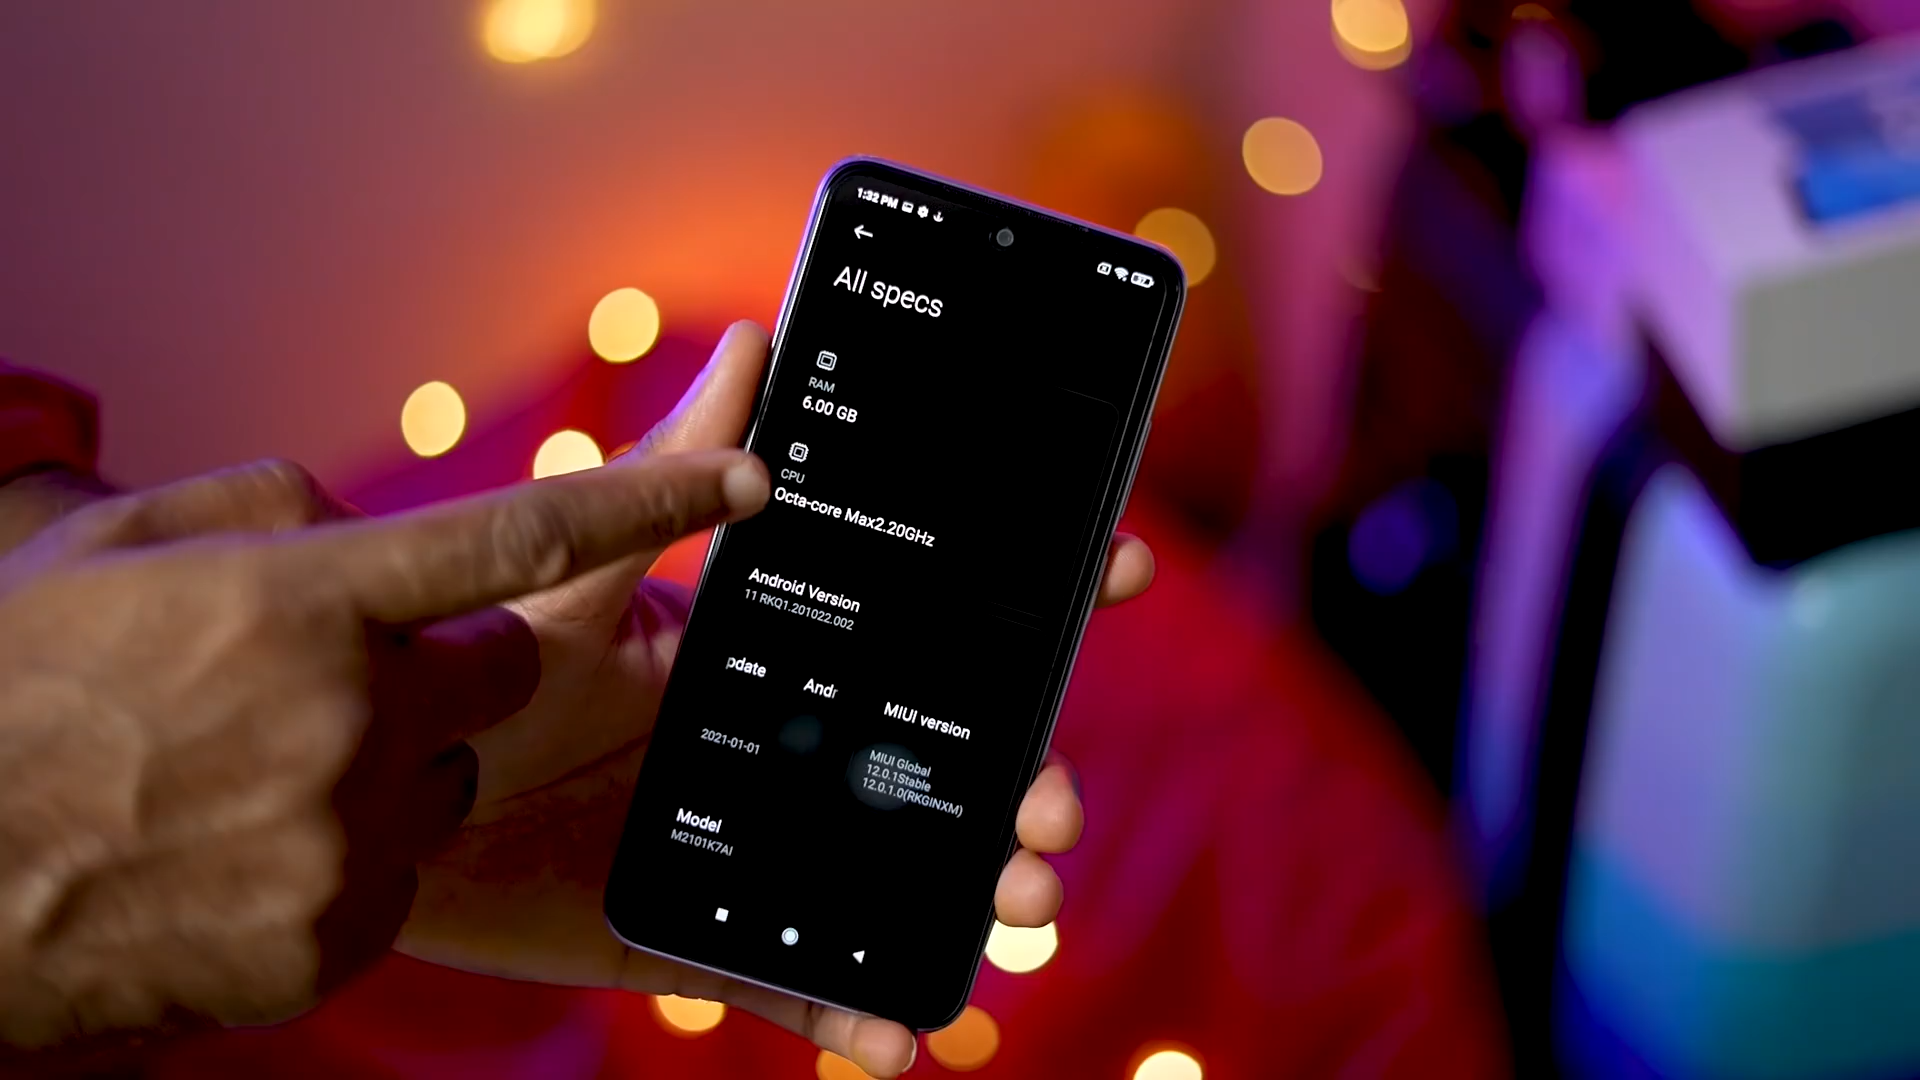 1:32 PM
All specs
RAM
6.00 GB
CPU
Octa-core Max2.20GHz
Android Version
11 RKQ1.201022.002
pdate
Andr
MIUI version
2021-01-01
MIUI Global
12.0.1Stable
12.0.1.0(RKGINXM)
Model
M2101K7AI